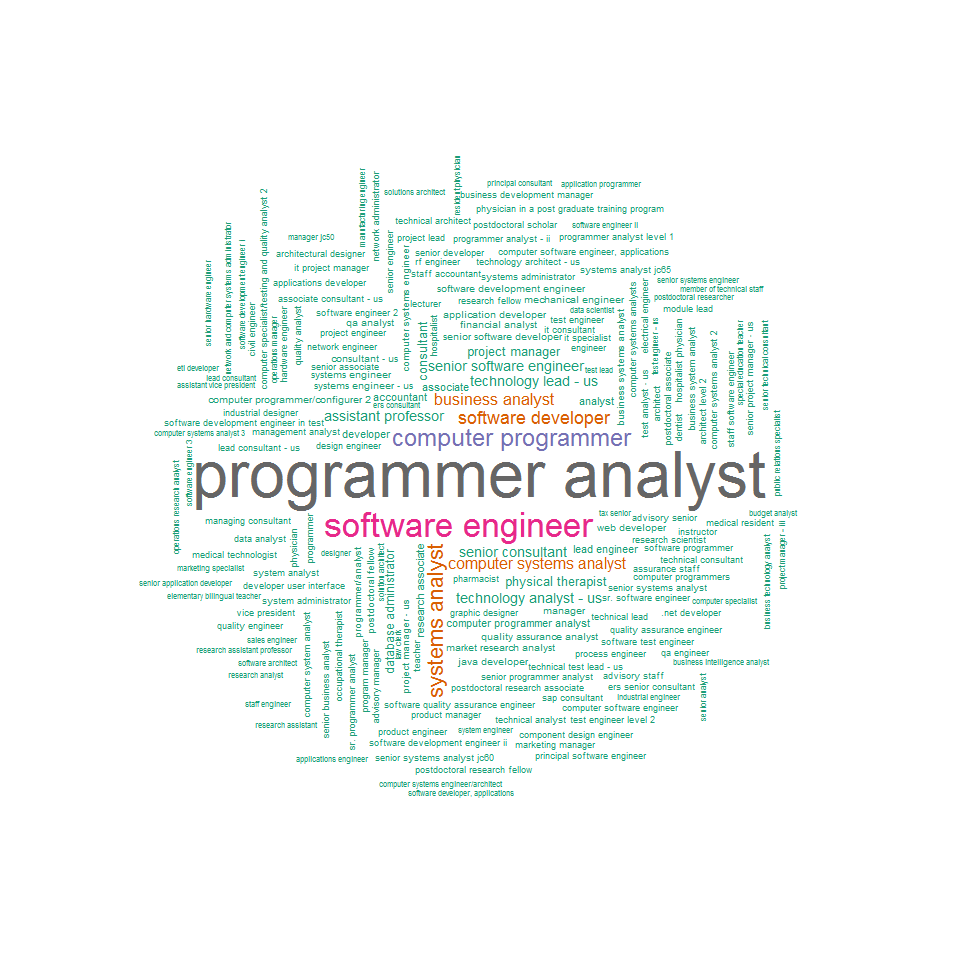 principal consultant
application programmer
solutions architect
business development manager
resident physician
manufacturing engineer
network administrator
physician in a post graduate training program
technical architect
postdoctoral scholar
software engineer ii
manager jc50
project lead
programmer analyst - ii
programmer analyst level 1
architectural designer
senior developer
computer software engineer, applications
it project manager
rf engineer
technology architect - us
staff accountant
systems administrator
systems analyst jc65
applications developer
senior engineer
computer systems engineer
software development engineer
senior systems engineer
member of technical staff
postdoctoral researcher
associate consultant - us
lecturer
research fellow
mechanical engineer
data scientist
module lead
software engineer 2
application developer
qa analyst
financial analyst
it consultant
project engineer
senior software developer
it specialist
network engineer
project manager
engineer
consultant - us
consultant
hospitalist
senior associate
senior software engineer
test lead
systems engineer
technology lead - us
systems engineer - us
associate
etl developer
lead consultant
assistant vice president
computer programmer/configurer 2
accountant
business analyst
analyst
ers consultant
industrial designer
assistant professor
software developer
software development engineer in test
computer systems analyst 3
management analyst
developer
computer programmer
lead consultant - us
design engineer
senior hardware engineer
network and computer systems administrator
software development engineer i
civil engineer
computer specialist/testing and quality analyst 2
operations manager
hardware engineer
quality analyst
business systems analyst
computer systems analysts
test analyst - us
electrical engineer
architect
test engineer - us
postdoctoral associate
dentist
hospitalist physician
business system analyst
architect level 2
computer systems analyst 2
staff software engineer
special education teacher
senior project manager - us
senior technical consultant
public relations specialist
operations research analyst
software engineer 3
programmer analyst
managing consultant
software engineer
tax senior
advisory senior
budget analyst
medical resident
web developer
instructor
data analyst
physician
programmer
research scientist
medical technologist
designer
senior consultant
lead engineer
software programmer
technical consultant
marketing specialist
system analyst
computer systems analyst
assurance staff
computer programmers
senior application developer
developer user interface
pharmacist
physical therapist
senior systems analyst
elementary bilingual teacher
system administrator
technology analyst - us
sr. software engineer
computer specialist
vice president
graphic designer
manager
technical lead
.net developer
quality engineer
computer programmer analyst
quality assurance engineer
sales engineer
quality assurance analyst
software test engineer
research assistant professor
market research analyst
process engineer
qa engineer
software architect
java developer
technical test lead - us
business intelligence analyst
research analyst
senior programmer analyst
advisory staff
postdoctoral research associate
ers senior consultant
staff engineer
sap consultant
industrial engineer
software quality assurance engineer
computer software engineer
product manager
research assistant
technical analyst
test engineer level 2
product engineer
system engineer
component design engineer
software development engineer ii
marketing manager
applications engineer
senior systems analyst jc60
principal software engineer
postdoctoral research fellow
computer systems engineer/architect
software developer, applications
computer system analyst
senior business analyst
occupational therapist
sr. programmer analyst
programmer/analyst
program manager
postdoctoral fellow
advisory manager
solution architect
database administrator
law clerk
project manager - us
teacher
research associate
systems analyst
senior analyst
business technology analyst
project manager - iii